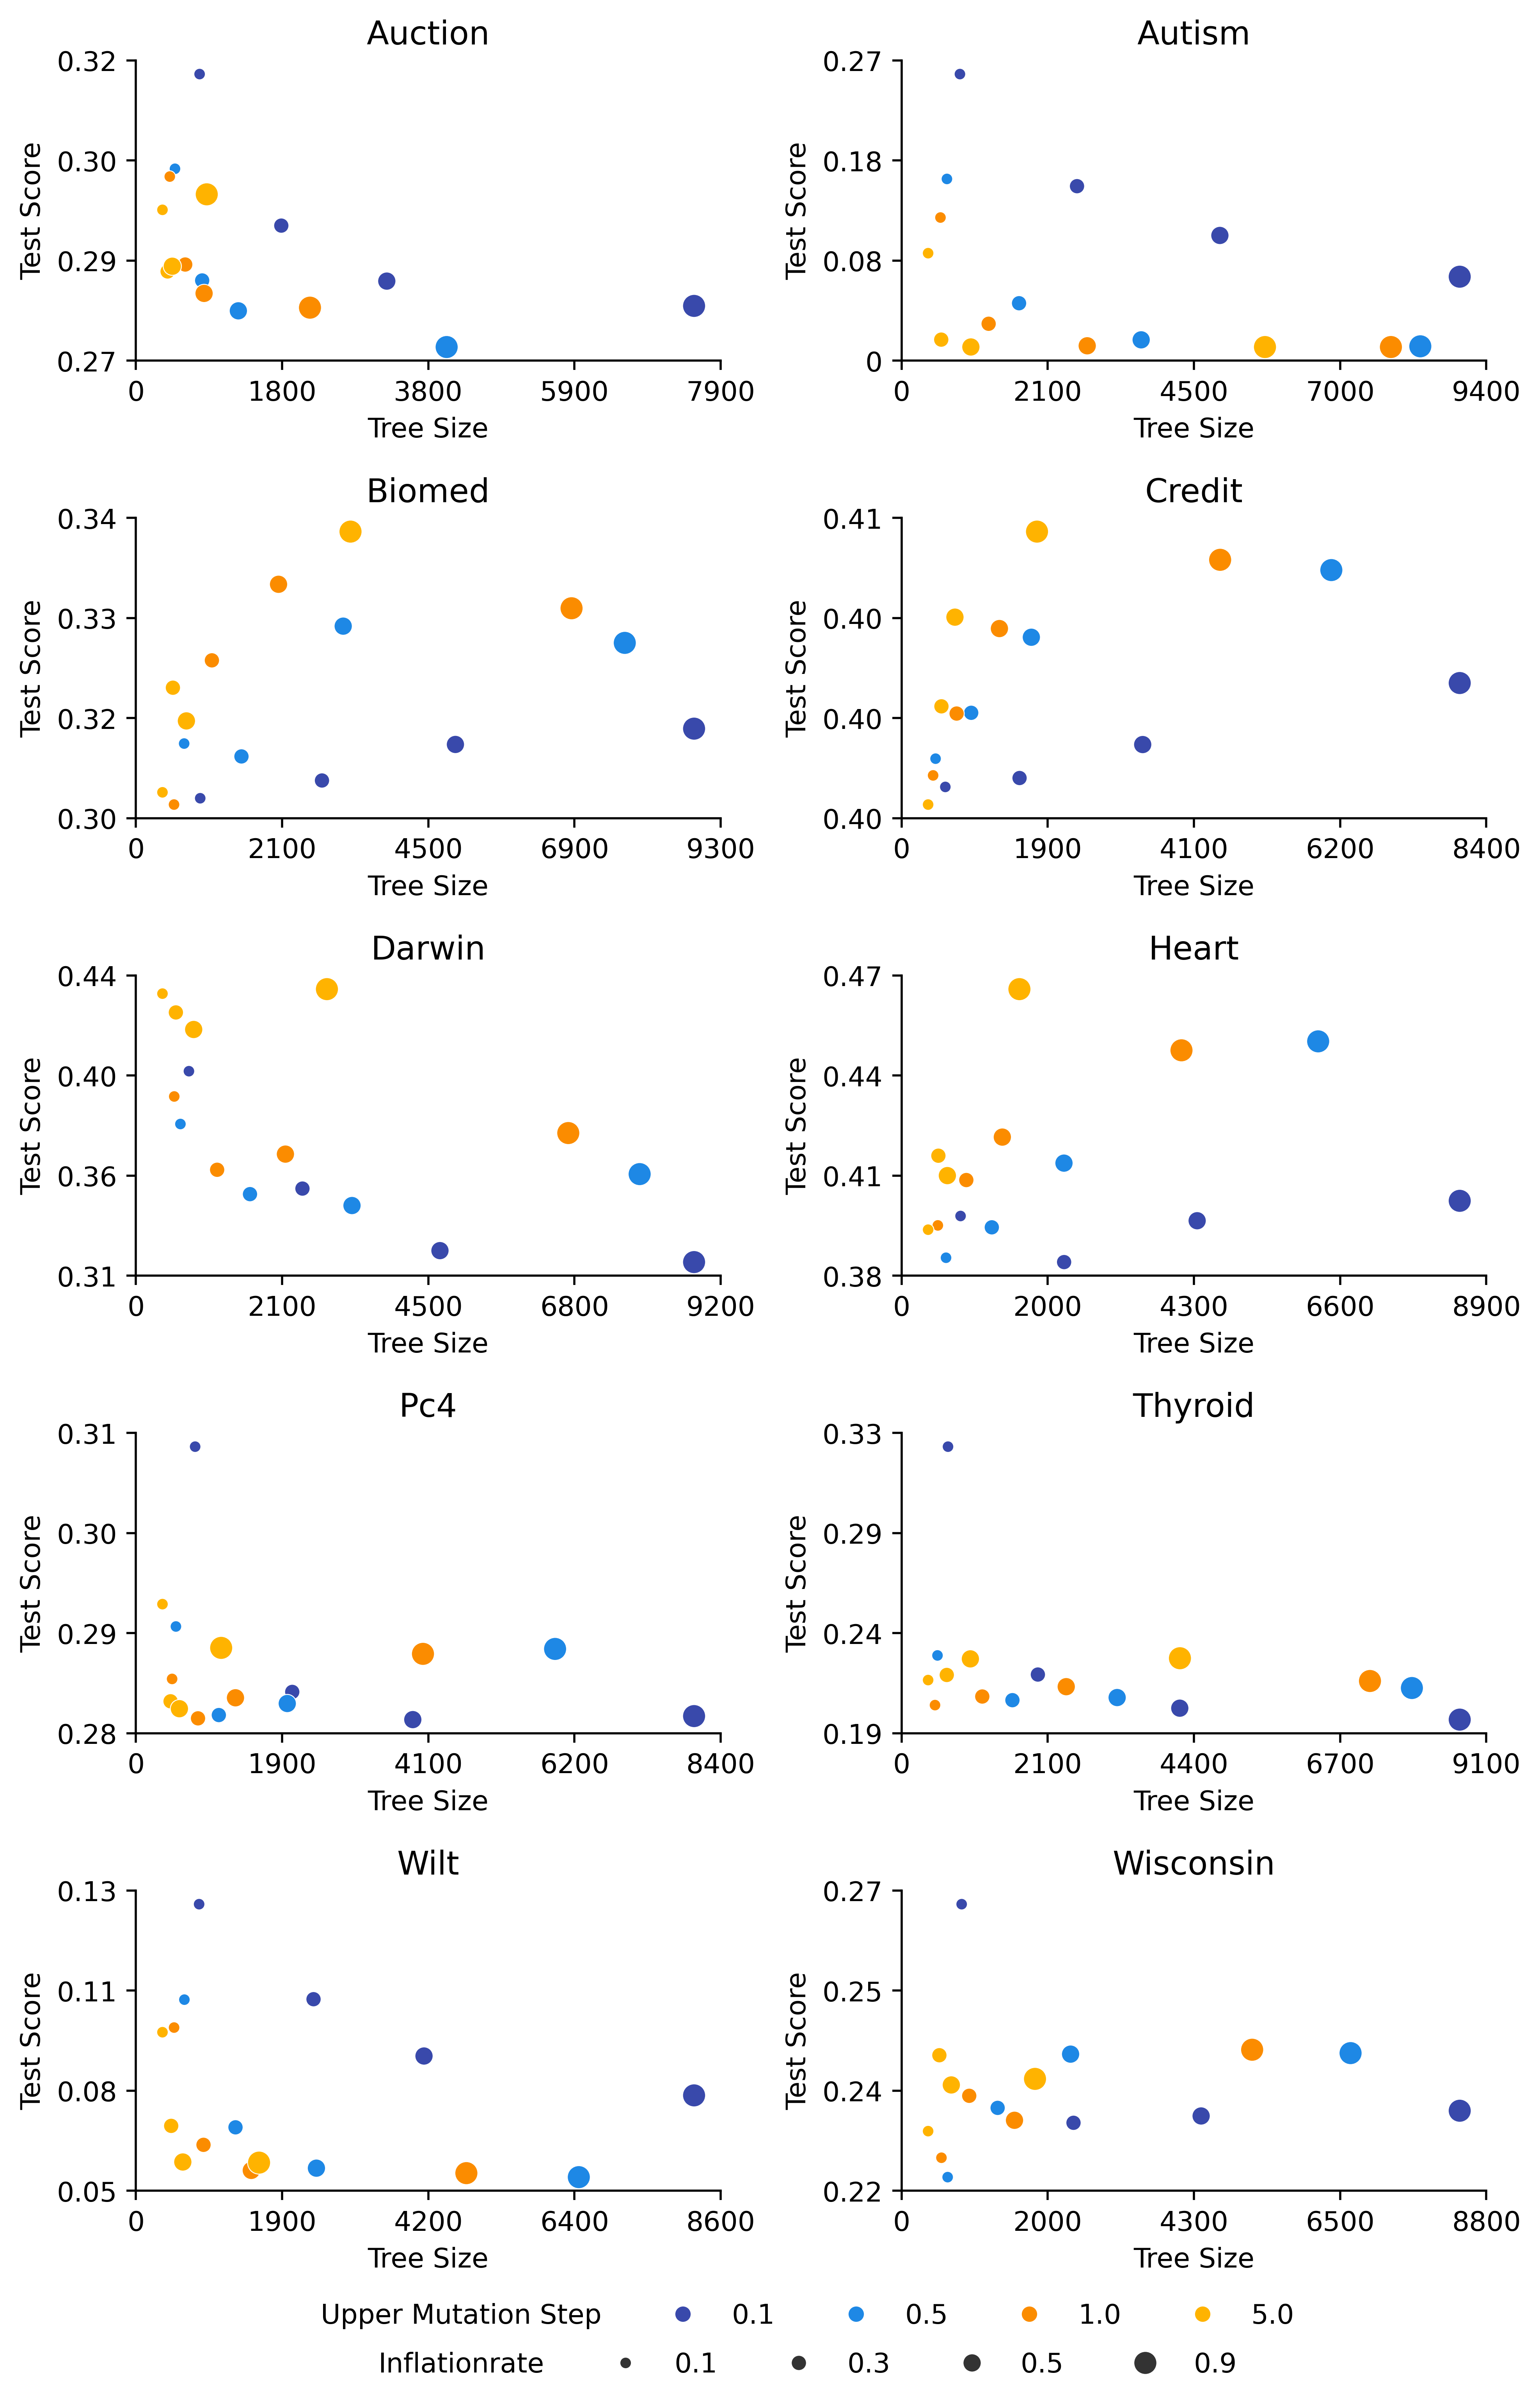 Auction
Test Score
0.32
0.30
0.29
0.27
0 1800 3800 5900 7900
Tree Size
Autism
Test Score
0.27
0.18
0.08
0
0 2100 4500 7000 9400
Tree Size
Biomed
Test Score
0.34
0.33
0.32
0.30
0 2100 4500 6900 9300
Tree Size
Credit
Test Score
0.41
0.40
0.40
0.40
0 1900 4100 6200 8400
Tree Size
Darwin
Test Score
0.44
0.40
0.36
0.31
0 2100 4500 6800 9200
Tree Size
Heart
Test Score
0.47
0.44
0.41
0.38
0 2000 4300 6600 8900
Tree Size
Pc4
Test Score
0.31
0.30
0.29
0.28
0 1900 4100 6200 8400
Tree Size
Thyroid
Test Score
0.33
0.29
0.24
0.19
0 2100 4400 6700 9100
Tree Size
Wilt
Test Score
0.13
0.11
0.08
0.05
0 1900 4200 6400 8600
Tree Size
Wisconsin
Test Score
0.27
0.25
0.24
0.22
0 2000 4300 6500 8800
Tree Size
Upper Mutation Step 0.1 0.5 1.0 5.0
Inflationrate 0.1 0.3 0.5 0.9